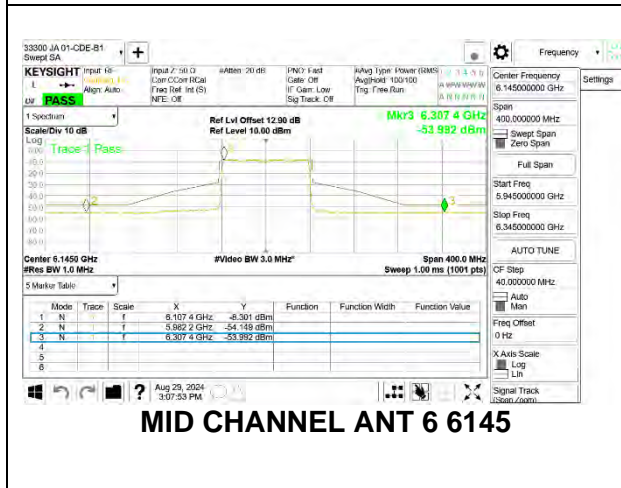 33300 JA 01-CDE-B1
Swept SA
Frequency
Settings
KEYSIGHT
Input: RF
Align: Auto
Input Z: 50 Ω
Corr CCorr RCal
Freq Ref: Int (S)
NFE: Off
#Atten: 20 dB
PNO: Fast
Gate: Off
IF Gain: Low
Sig Track: Off
#Avg Type: Power (RMS)
Avg|Hold: 100/100
Trig: Free Run
L
PASS
1 Spectrum
Scale/Div 10 dB
Log
Trace 1 Pass
Ref Lvl Offset 12.90 dB
Ref Level 10.00 dBm
Mkr3 6.307 4 GHz
-53.992 dBm
2
3
Center 6.1450 GHz
#Res BW 1.0 MHz
#Video BW 3.0 MHz*
Span 400.0 MHz
Sweep 1.00 ms (1001 pts)
5 Marker Table
Mode Trace Scale X Y Function Function Width Function Value
1 N 1 f 6.107 4 GHz -8.301 dBm
2 N 1 f 5.982 2 GHz -54.149 dBm
3 N 1 f 6.307 4 GHz -53.992 dBm
4
5
6
Aug 29, 2024
3:07:53 PM
Center Frequency
6.145000000 GHz
Span
400.000000 MHz
Swept Span
Zero Span
Full Span
Start Freq
5.945000000 GHz
Stop Freq
6.345000000 GHz
AUTO TUNE
CF Step
40.000000 MHz
Auto
Man
Freq Offset
0 Hz
X Axis Scale
Log
Lin
Signal Track
(Span Zoom)
MID CHANNEL ANT 6 6145